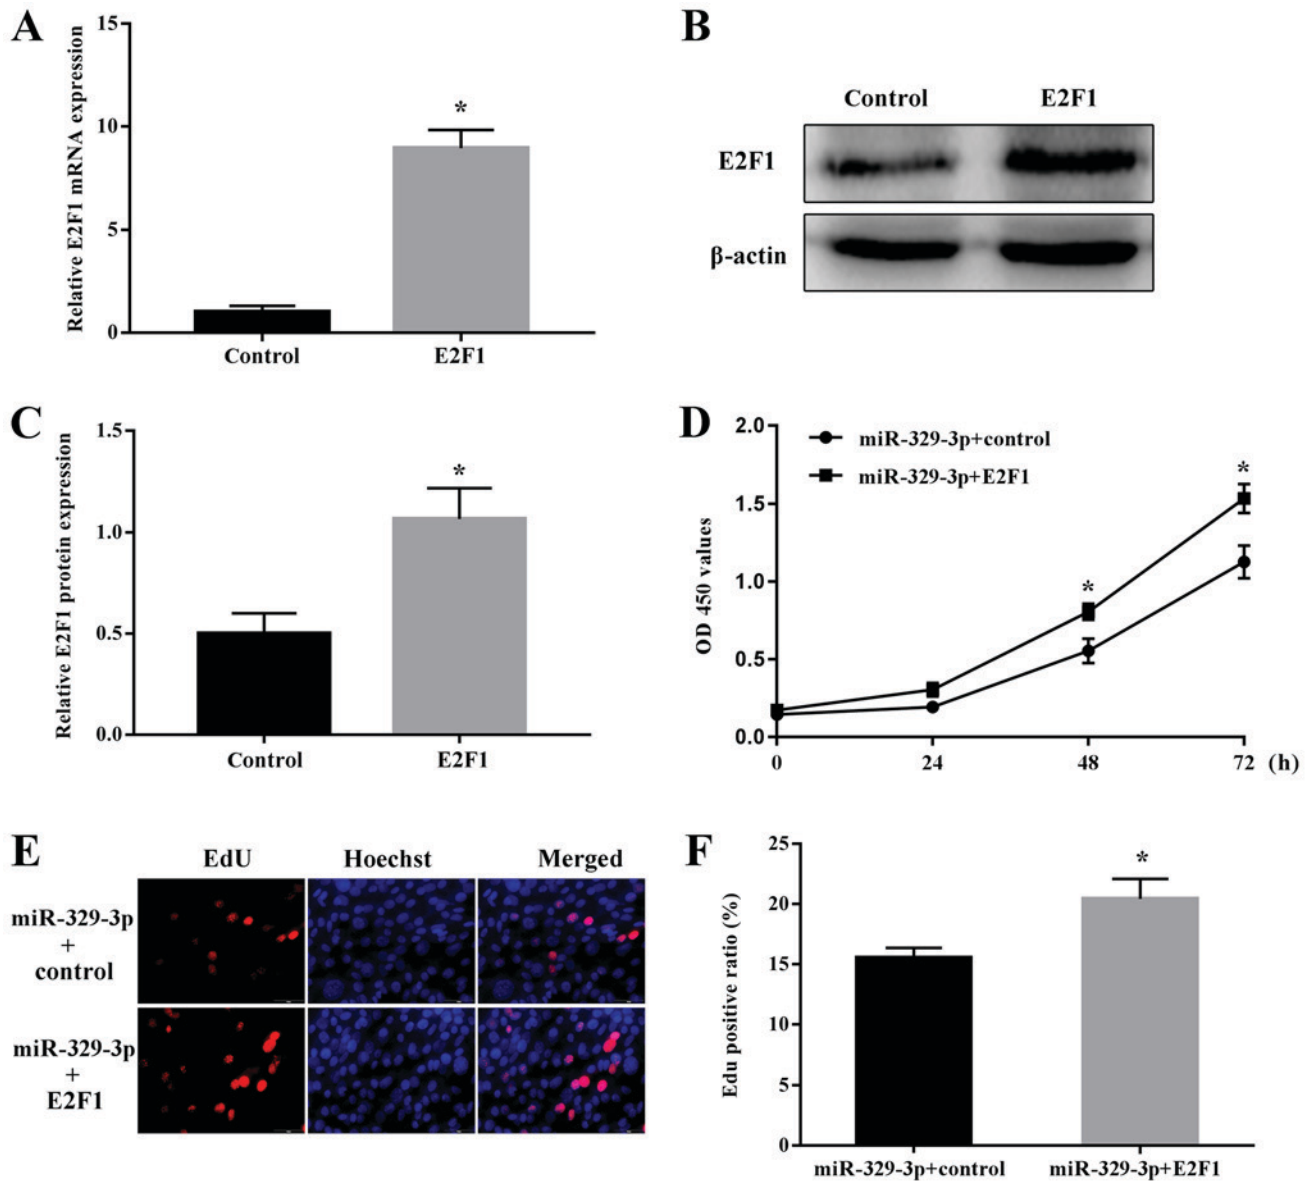 A
Relative E2F1 mRNA expression
15
10
5
0
*
Control
E2F1
B
Control
E2F1
E2F1
β-actin
C
Relative E2F1 protein expression
1.5
1.0
0.5
0.0
*
Control
E2F1
D
OD 450 values
2.0
1.5
1.0
0.5
0.0
miR-329-3p+control
miR-329-3p+E2F1
*
*
0
24
48
72
(h)
E
EdU
Hoechst
Merged
miR-329-3p
+
control
miR-329-3p
+
E2F1
F
Edu positive ratio (%)
25
20
15
10
5
0
*
miR-329-3p+control
miR-329-3p+E2F1